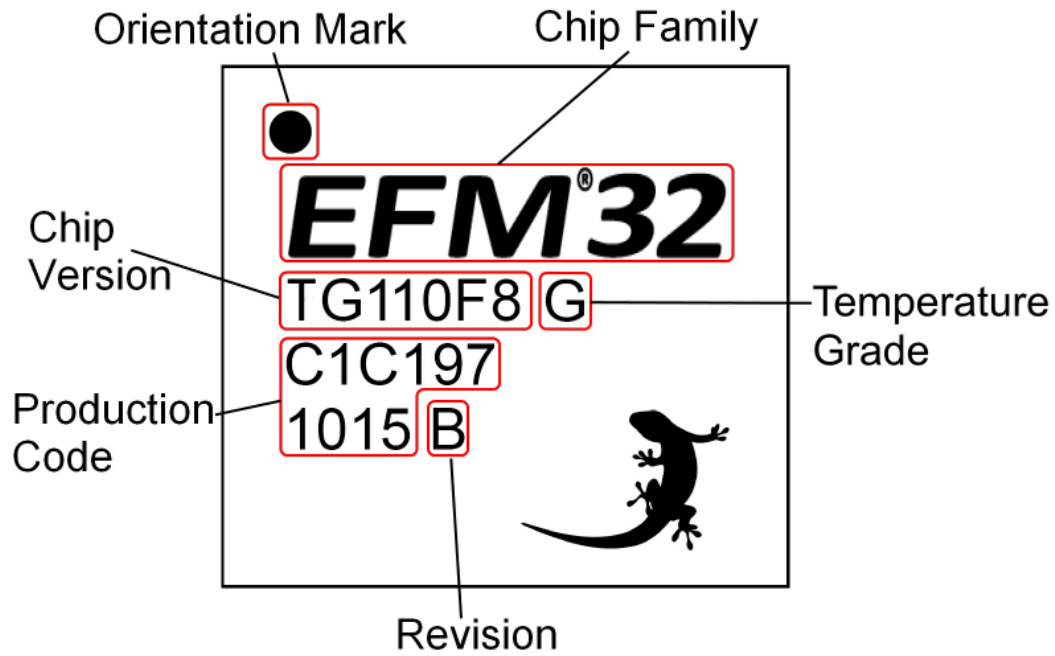 Orientation Mark
Chip Family
EFM®32
Chip
Version
TG110F8 G
Temperature
Grade
C1C197
Production
Code
1015 B
Revision